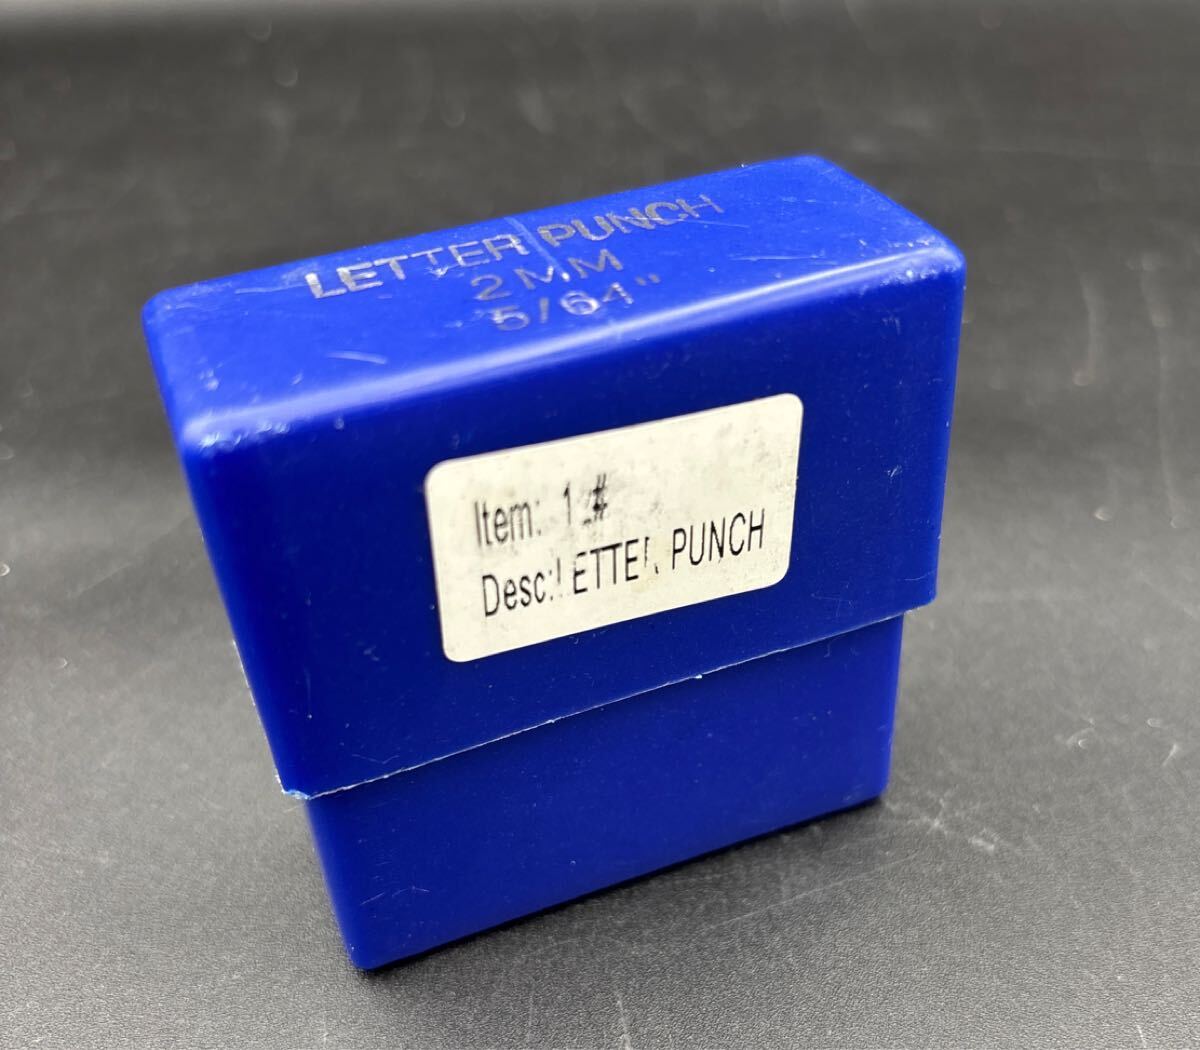 LETTER PUNCH
2MM
5/64"
Item: 1 #
Desc:LETTER PUNCH